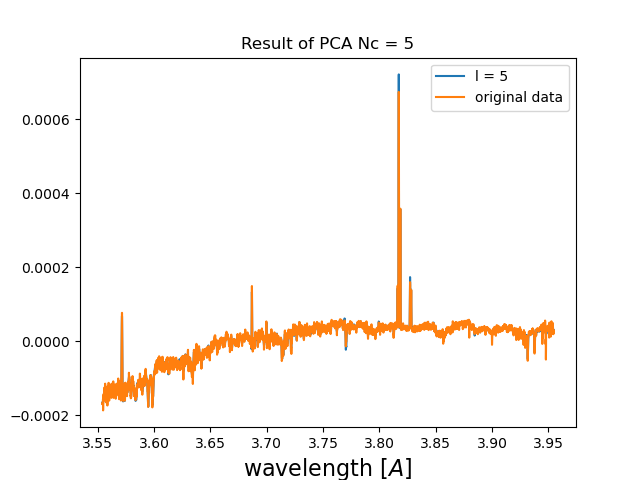 Result of PCA Nc = 5
l = 5
original data
0.0006
0.0004
0.0002
0.0000
−0.0002
3.55 3.60 3.65 3.70 3.75 3.80 3.85 3.90 3.95
wavelength [A]